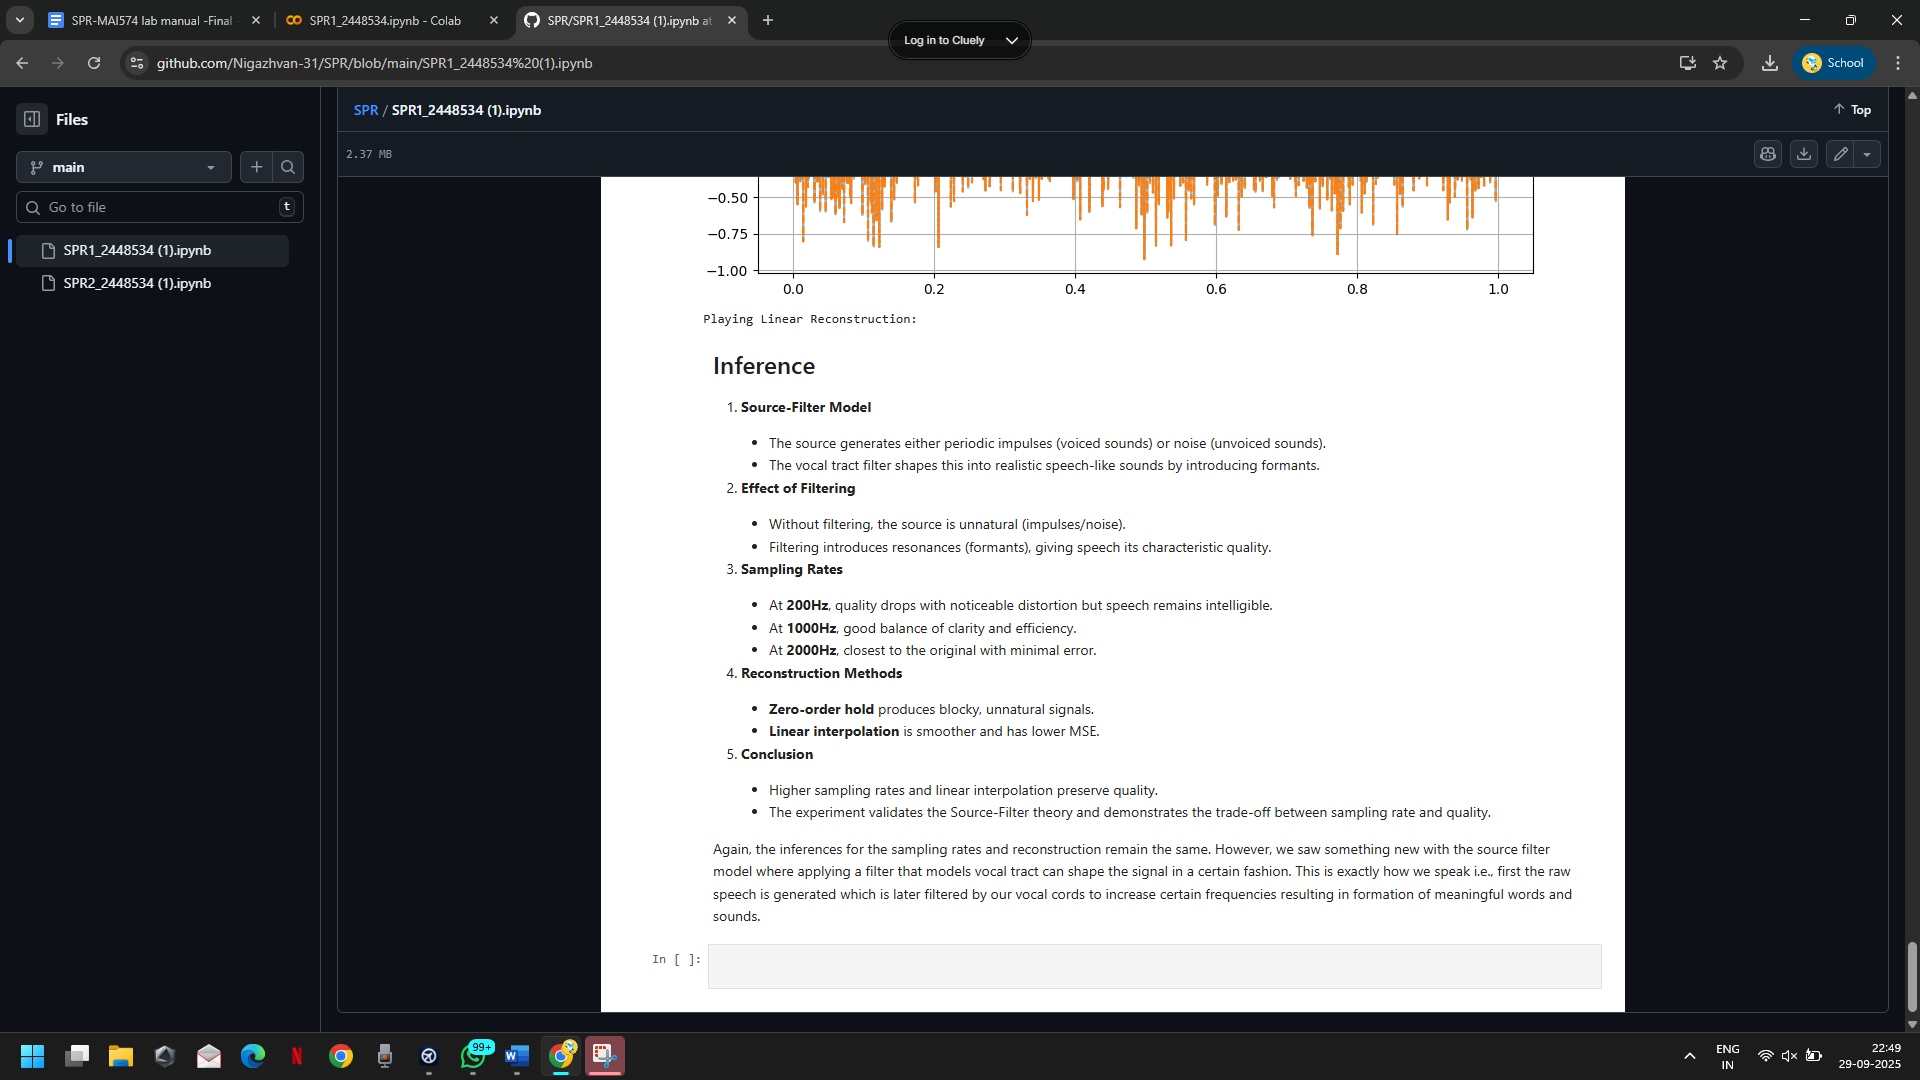 SPR-MAI574 lab manual -Final
SPR1_2448534.ipynb - Colab
SPR/SPR1_2448534 (1).ipynb at
Log in to Cluely
github.com/Nigazhvan-31/SPR/blob/main/SPR1_2448534%20(1).ipynb
School
Files
SPR / SPR1_2448534 (1).ipynb
Top
main
2.37 MB
Go to file
t
SPR1_2448534 (1).ipynb
SPR2_2448534 (1).ipynb
−0.50
−0.75
−1.00
0.0 0.2 0.4 0.6 0.8 1.0
Playing Linear Reconstruction:
Inference
1. Source-Filter Model
• The source generates either periodic impulses (voiced sounds) or noise (unvoiced sounds).
• The vocal tract filter shapes this into realistic speech-like sounds by introducing formants.
2. Effect of Filtering
• Without filtering, the source is unnatural (impulses/noise).
• Filtering introduces resonances (formants), giving speech its characteristic quality.
3. Sampling Rates
• At 200Hz, quality drops with noticeable distortion but speech remains intelligible.
• At 1000Hz, good balance of clarity and efficiency.
• At 2000Hz, closest to the original with minimal error.
4. Reconstruction Methods
• Zero-order hold produces blocky, unnatural signals.
• Linear interpolation is smoother and has lower MSE.
5. Conclusion
• Higher sampling rates and linear interpolation preserve quality.
• The experiment validates the Source-Filter theory and demonstrates the trade-off between sampling rate and quality.
Again, the inferences for the sampling rates and reconstruction remain the same. However, we saw something new with the source filter
model where applying a filter that models vocal tract can shape the signal in a certain fashion. This is exactly how we speak i.e., first the raw
speech is generated which is later filtered by our vocal cords to increase certain frequencies resulting in formation of meaningful words and
sounds.
In [ ]:
99+
ENG
IN
22:49
29-09-2025